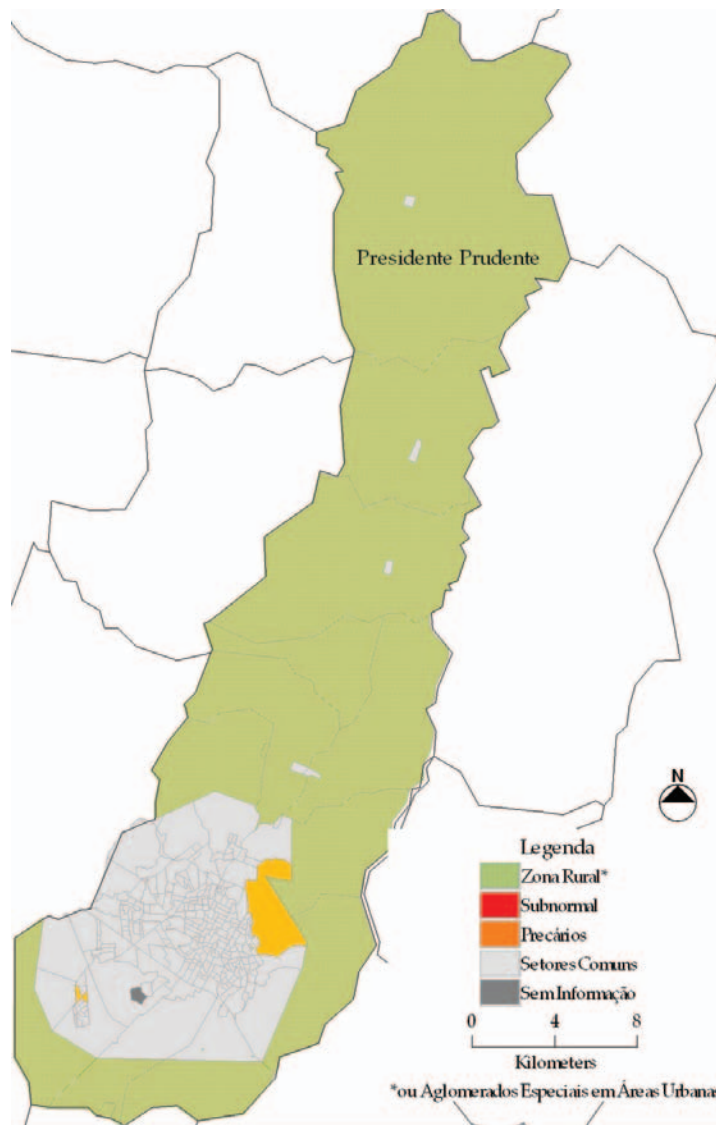 Presidente Prudente
N
Legenda
Zona Rural*
Subnormal
Precários
Setores Comuns
Sem Informação
0 4 8
Kilometers
*ou Aglomerados Especiais em Áreas Urbanas